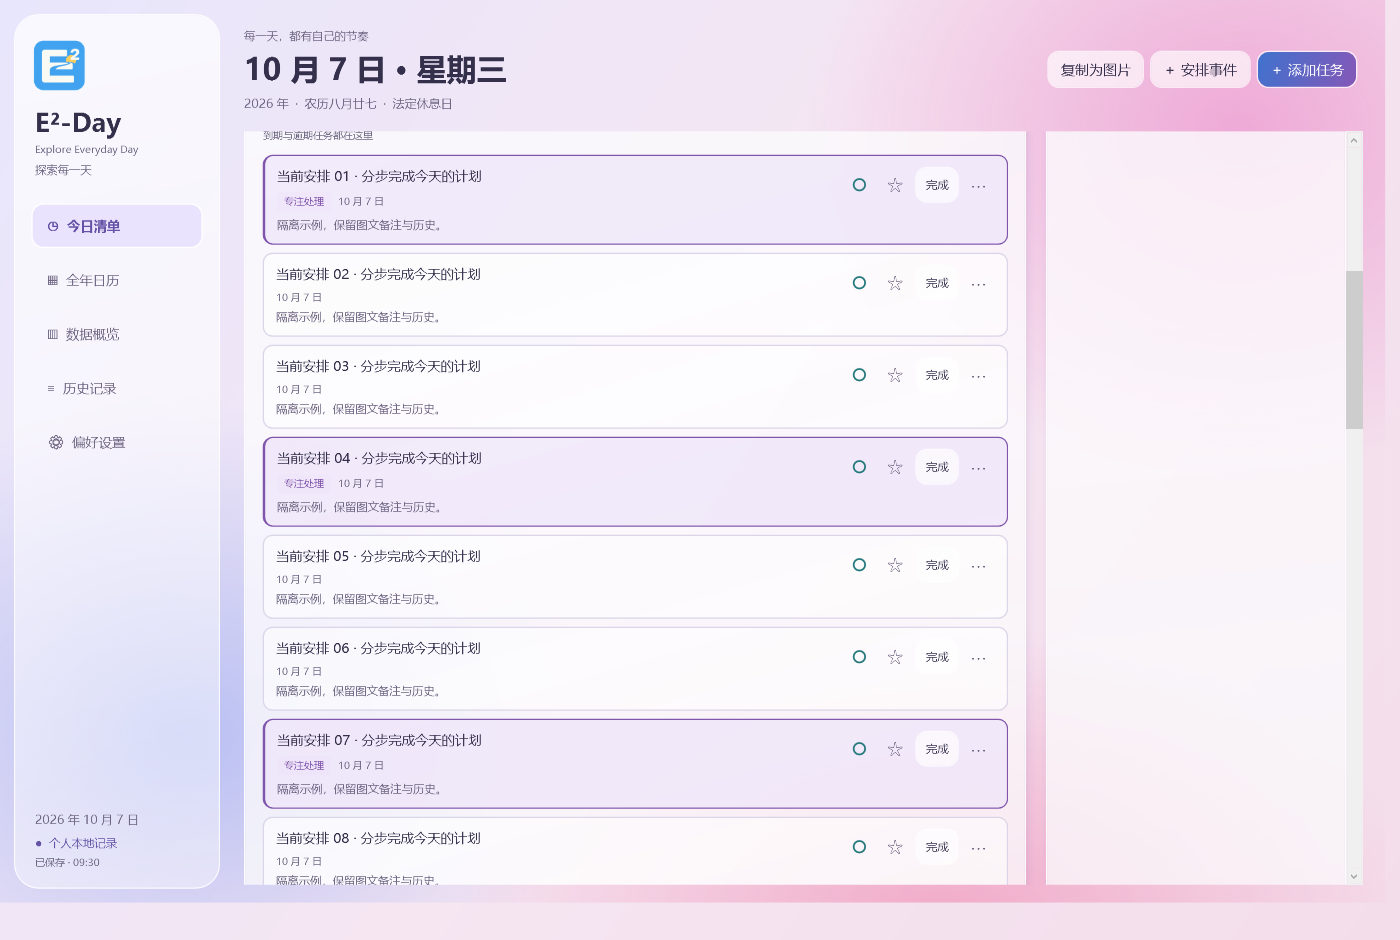 E²
E²-Day
Explore Everyday Day
探索每一天
今日清单
全年日历
数据概览
历史记录
偏好设置
2026 年 10 月 7 日
● 个人本地记录
已保存 · 09:30
每一天，都有自己的节奏
10 月 7 日 • 星期三
2026 年 · 农历八月廿七 · 法定休息日
复制为图片
+ 安排事件
+ 添加任务
到期与逾期任务都在这里
当前安排 01 · 分步完成今天的计划
完成
专注处理 10 月 7 日
隔离示例，保留图文备注与历史。
当前安排 02 · 分步完成今天的计划
完成
10 月 7 日
隔离示例，保留图文备注与历史。
当前安排 03 · 分步完成今天的计划
完成
10 月 7 日
隔离示例，保留图文备注与历史。
当前安排 04 · 分步完成今天的计划
完成
专注处理 10 月 7 日
隔离示例，保留图文备注与历史。
当前安排 05 · 分步完成今天的计划
完成
10 月 7 日
隔离示例，保留图文备注与历史。
当前安排 06 · 分步完成今天的计划
完成
10 月 7 日
隔离示例，保留图文备注与历史。
当前安排 07 · 分步完成今天的计划
完成
专注处理 10 月 7 日
隔离示例，保留图文备注与历史。
当前安排 08 · 分步完成今天的计划
完成
10 月 7 日
隔离示例，保留图文备注与历史。